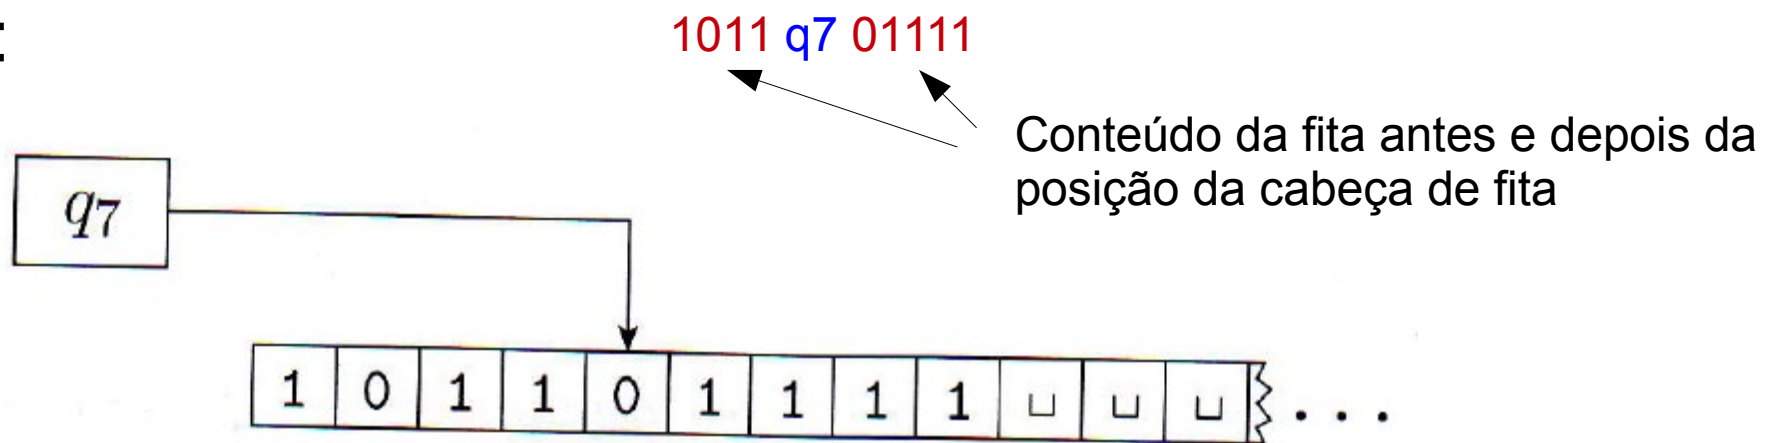 :
1011 q7 01111
Conteúdo da fita antes e depois da
posição da cabeça de fita
q7
1 0 1 1 0 1 1 1 1 ⊔ ⊔ ⊔ ...